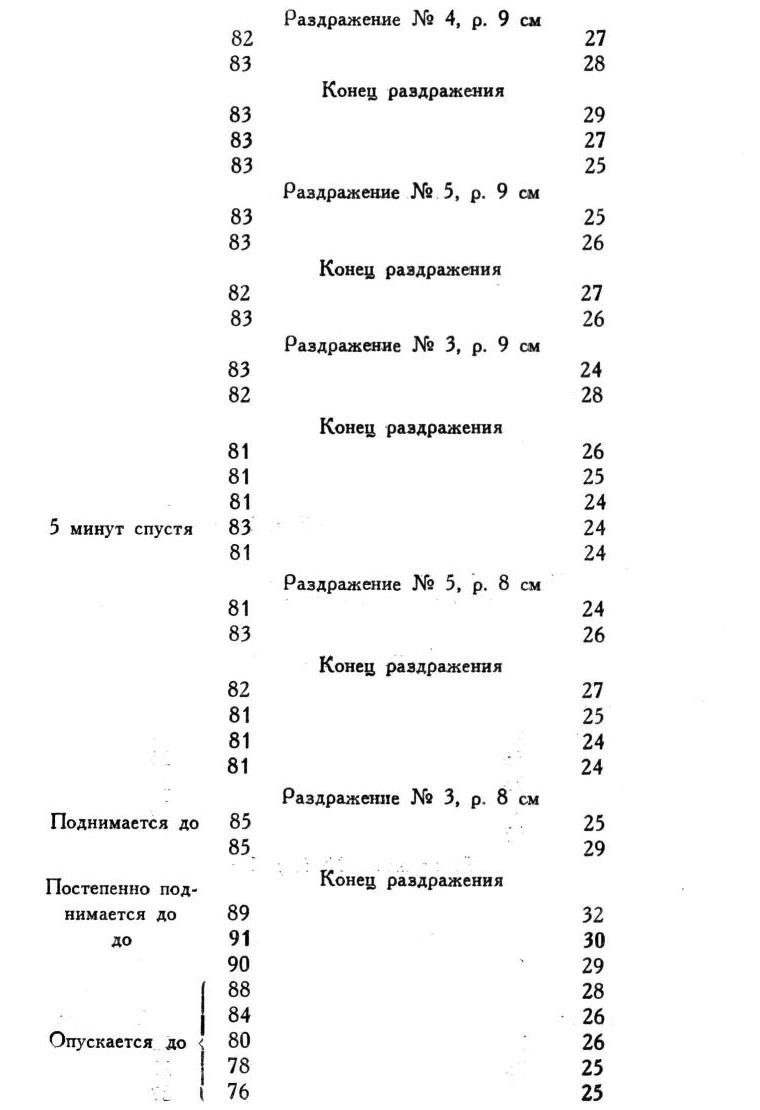 Раздражение № 4, р. 9 см
82 27
83 28
Конец раздражения
83 29
83 27
83 25
Раздражение № 5, р. 9 см
83 25
83 26
Конец раздражения
82 27
83 26
Раздражение № 3, р. 9 см
83 24
82 28
Конец раздражения
81 26
81 25
81 24
5 минут спустя 83 24
81 24
Раздражение № 5, р. 8 см
81 24
83 26
Конец раздражения
82 27
81 25
81 24
81 24
Раздражение № 3, р. 8 см
Поднимается до 85 25
85 29
Конец раздражения
Постепенно под-
нимается до 89 32
до 91 30
90 29
88 28
84 26
Опускается до 80 26
78 25
76 25